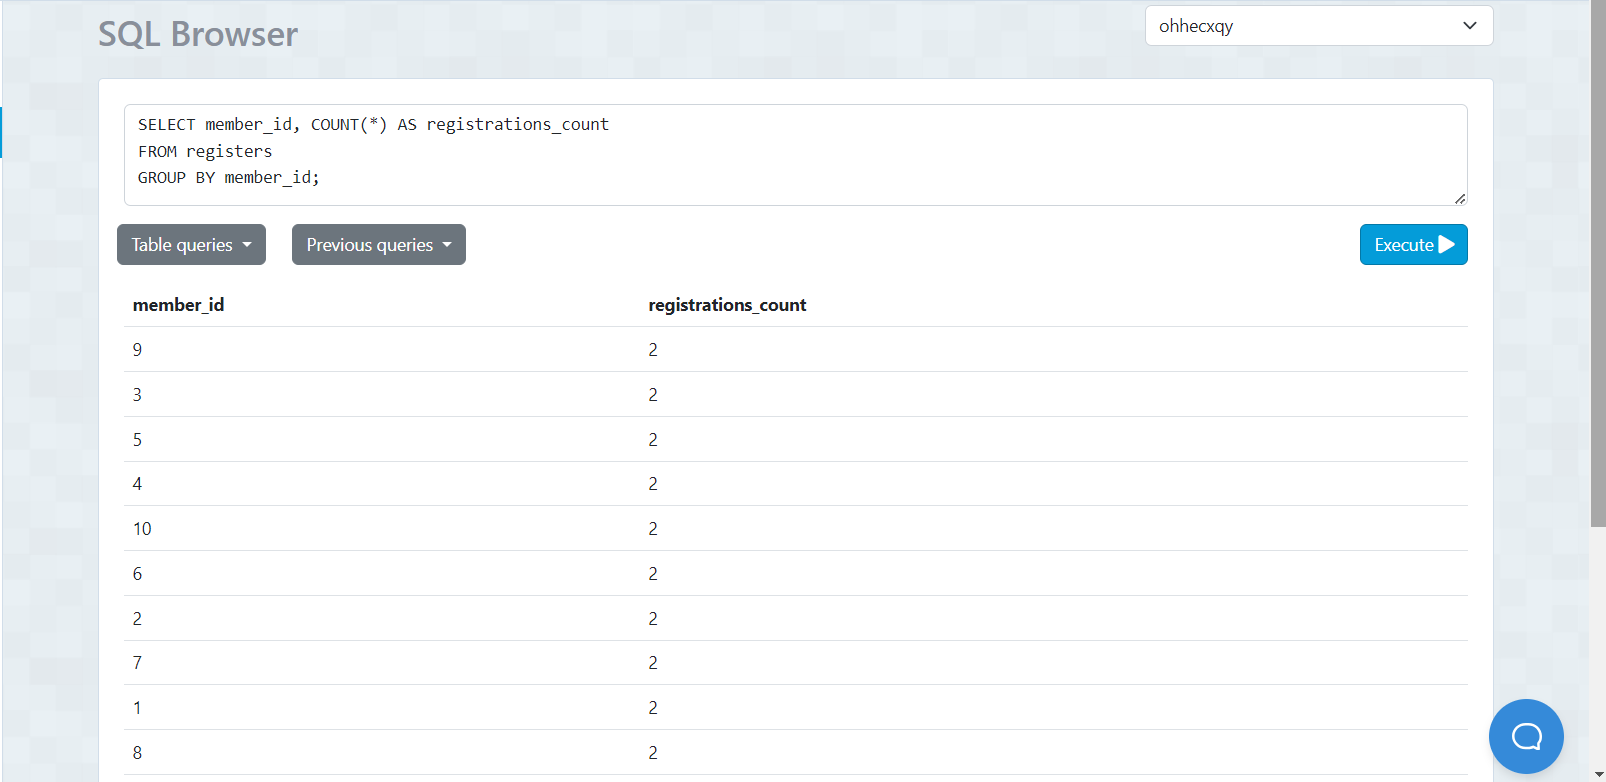 SQL Browser
ohhecxqy
SELECT member_id, COUNT(*) AS registrations_count
FROM registers
GROUP BY member_id;
Table queries
Previous queries
Execute
member_id registrations_count
9 2
3 2
5 2
4 2
10 2
6 2
2 2
7 2
1 2
8 2